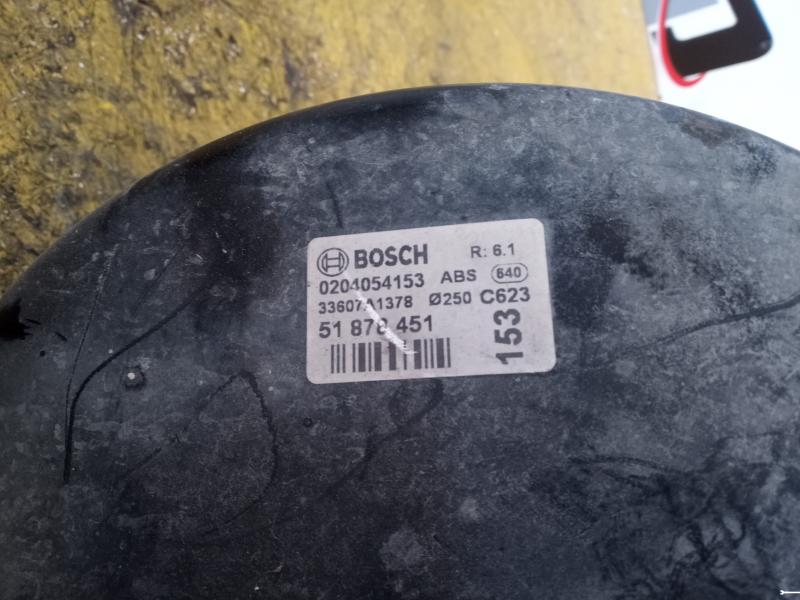 BOSCH R: 6.1
0204054153 ABS 640
33607A1378 Ø250 C623
51 878 451
153